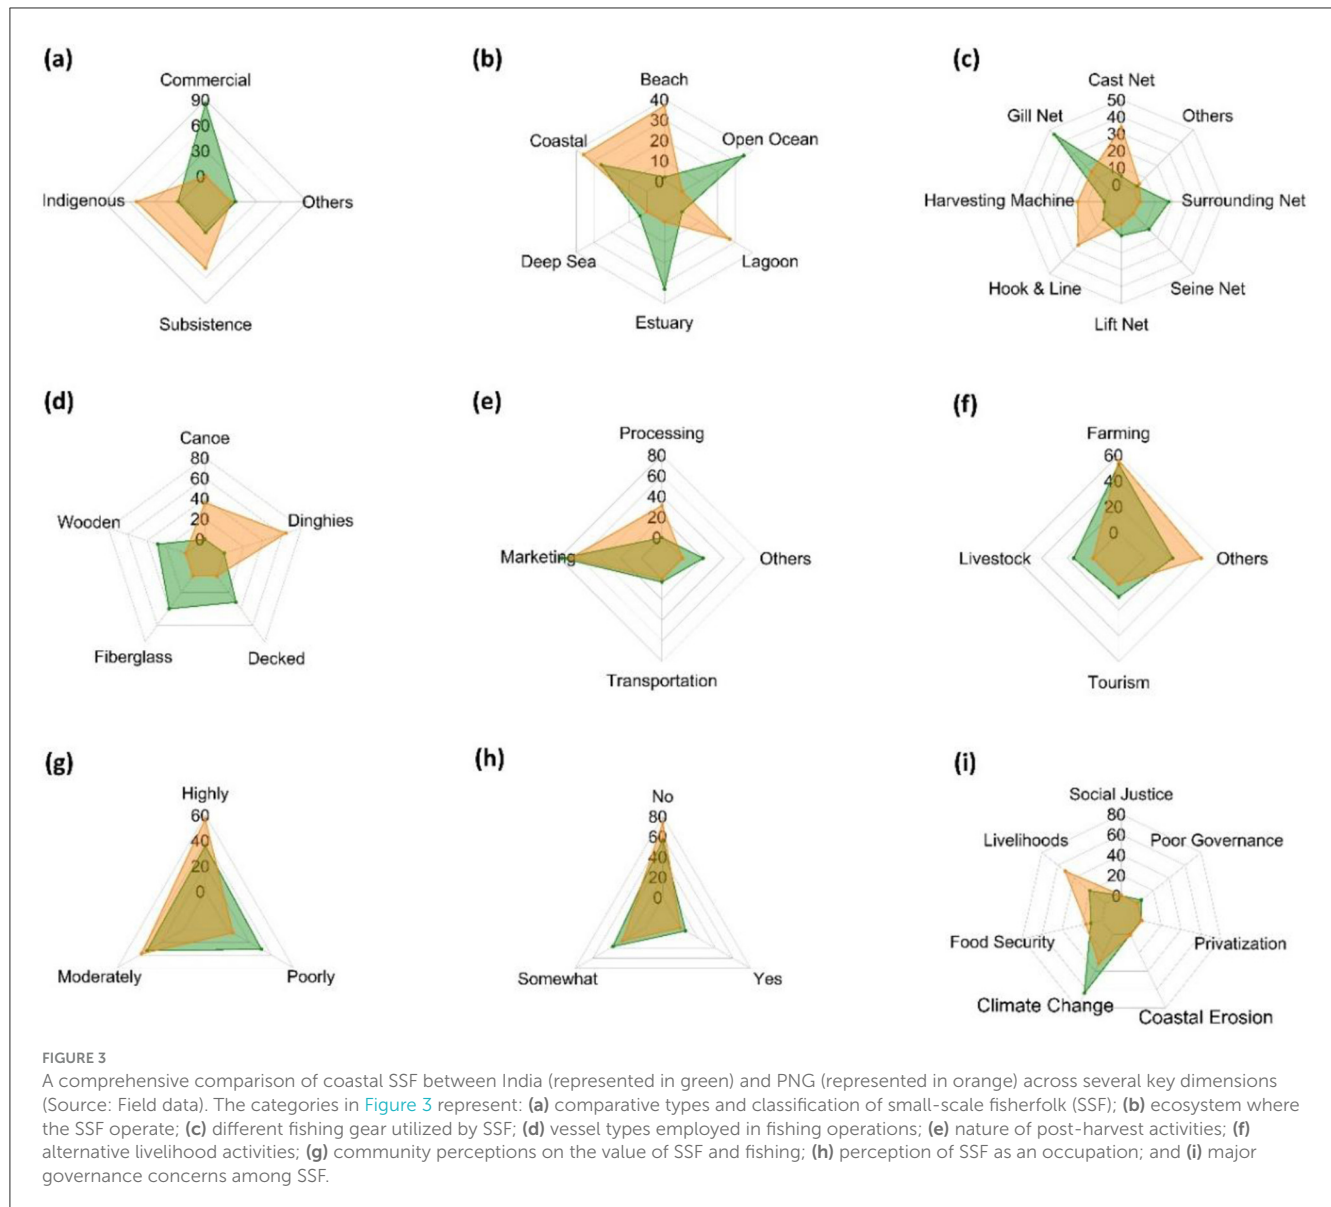 (a)
Commercial
90
60
30
0
Indigenous
Others
Subsistence
(b)
Beach
40
30
20
10
0
Coastal
Open Ocean
Deep Sea
Lagoon
Estuary
(c)
Cast Net
50
40
30
20
10
0
Gill Net
Others
Harvesting Machine
Surrounding Net
Hook & Line
Seine Net
Lift Net
(d)
Canoe
80
60
40
20
0
Wooden
Dinghies
Fiberglass
Decked
(e)
Processing
80
60
40
20
0
Marketing
Others
Transportation
(f)
Farming
60
40
20
0
Livestock
Others
Tourism
(g)
Highly
60
40
20
0
Moderately
Poorly
(h)
No
80
60
40
20
0
Somewhat
Yes
(i)
Social Justice
80
60
40
20
0
Livelihoods
Poor Governance
Food Security
Privatization
Climate Change
Coastal Erosion
FIGURE 3
A comprehensive comparison of coastal SSF between India (represented in green) and PNG (represented in orange) across several key dimensions
(Source: Field data). The categories in Figure 3 represent: (a) comparative types and classification of small-scale fisherfolk (SSF); (b) ecosystem where
the SSF operate; (c) different fishing gear utilized by SSF; (d) vessel types employed in fishing operations; (e) nature of post-harvest activities; (f)
alternative livelihood activities; (g) community perceptions on the value of SSF and fishing; (h) perception of SSF as an occupation; and (i) major
governance concerns among SSF.